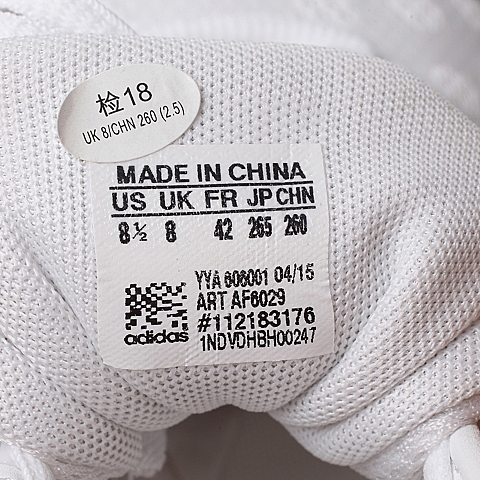 检18
UK 8/CHN 260 (2.5)
MADE IN CHINA
US UK FR JP CHN
8½ 8 42 265 260
YYA 606001 04/15
ART AF6029
#112183176
adidas 1NDVDHBH00247